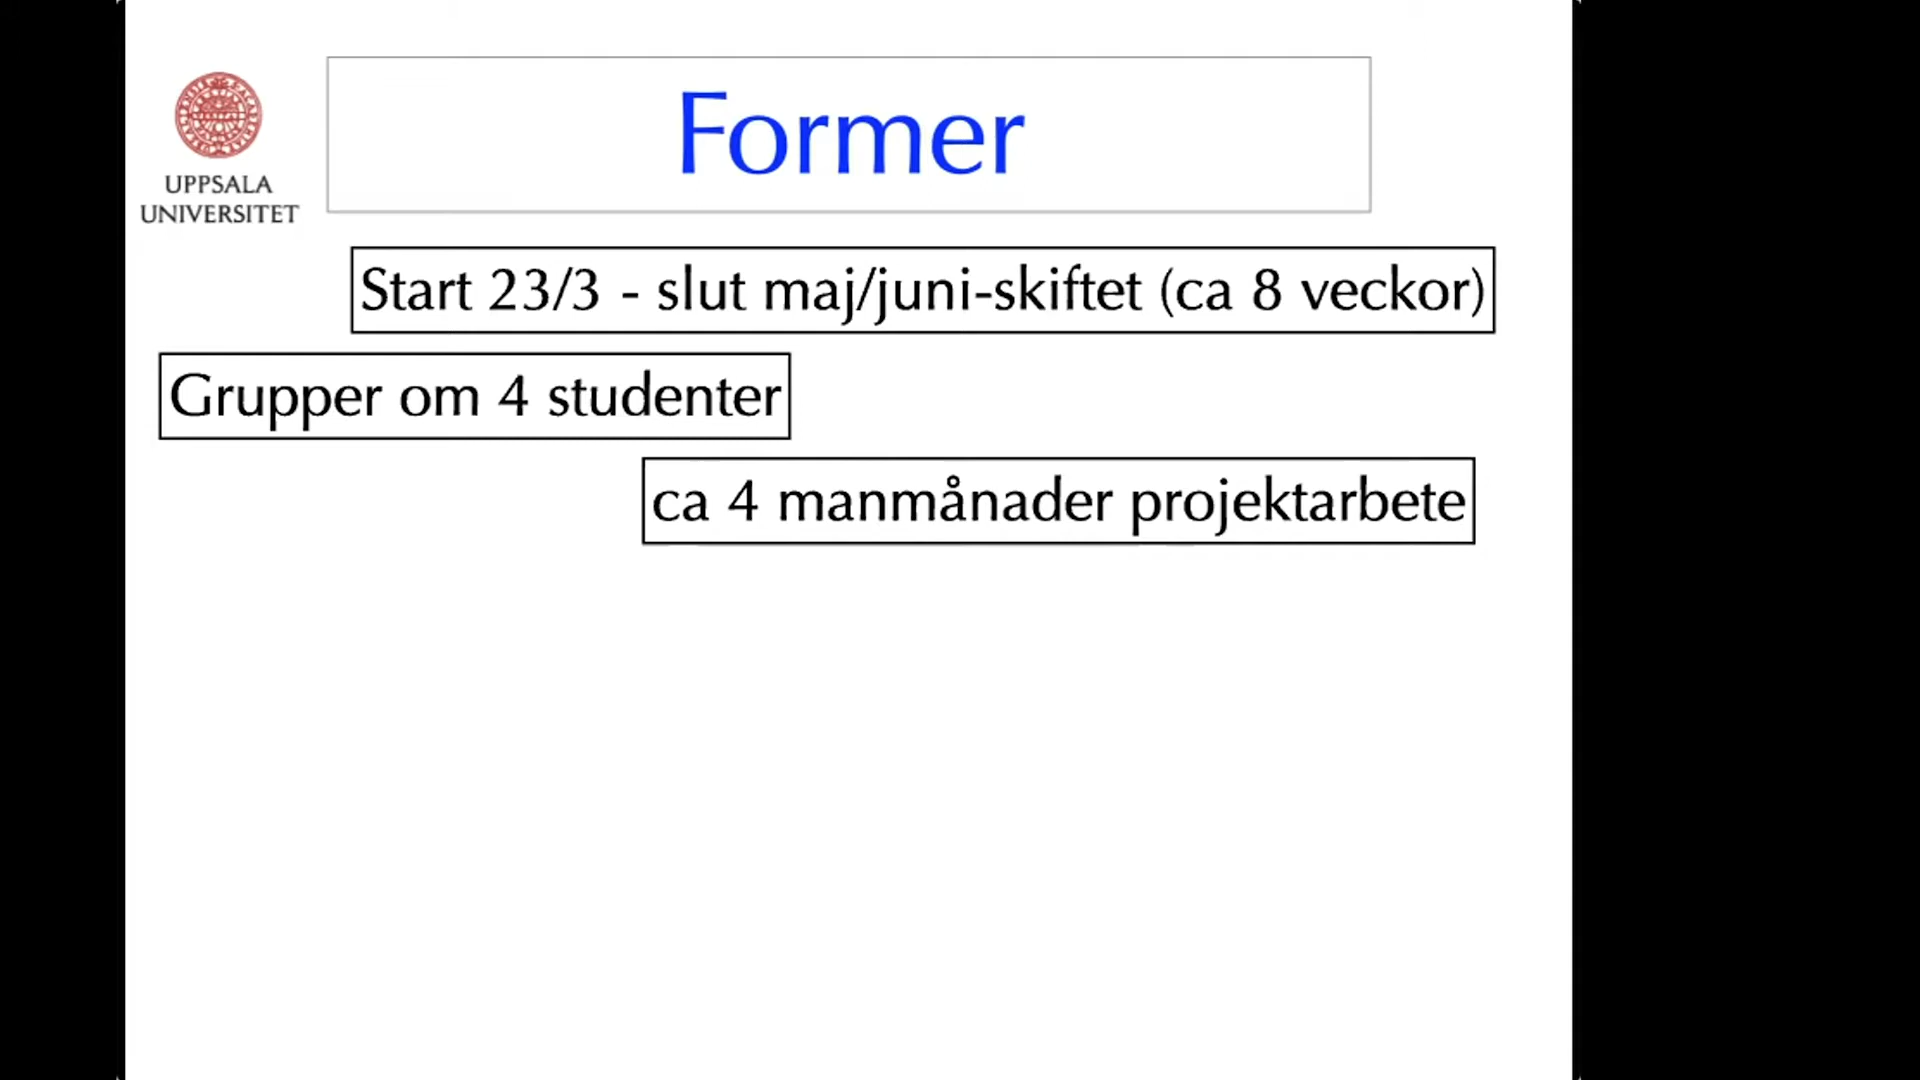 UPPSALA
UNIVERSITET
Former
Start 23/3 - slut maj/juni-skiftet (ca 8 veckor)
Grupper om 4 studenter
ca 4 manmånader projektarbete